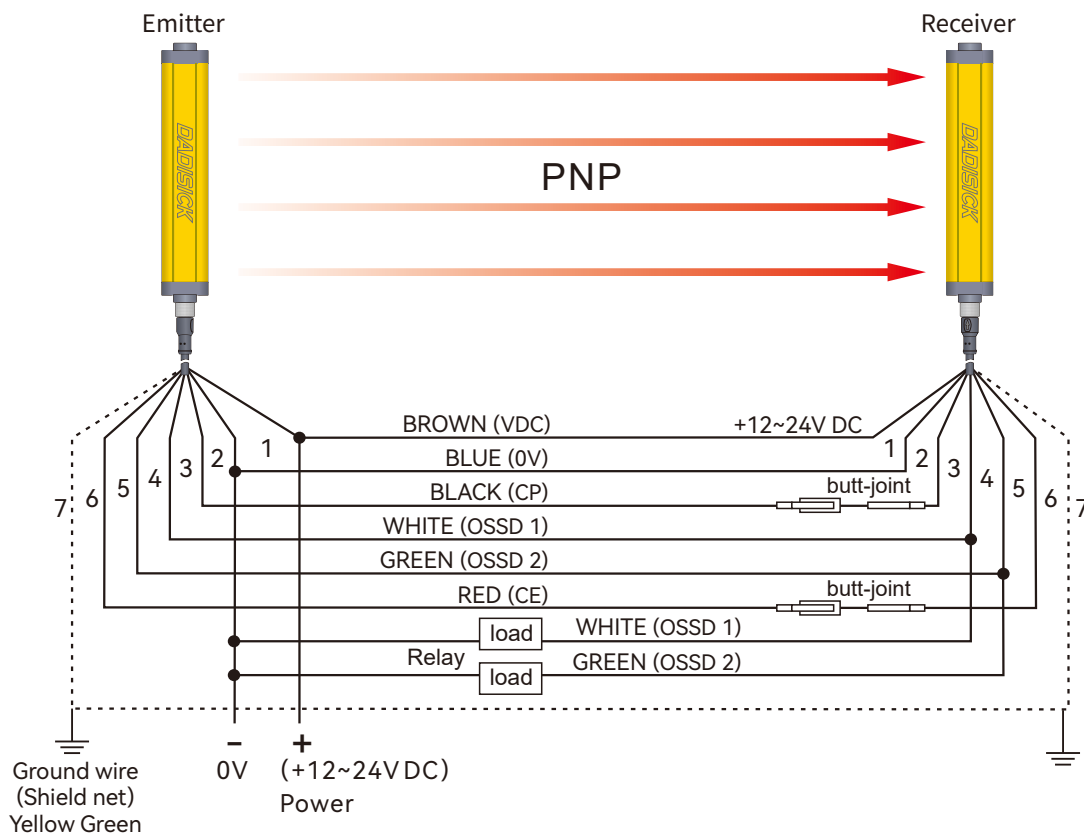 Emitter
Receiver
DADISICK
DADISICK
PNP
BROWN (VDC)
+12~24V DC
BLUE (0V)
BLACK (CP)
butt-joint
WHITE (OSSD 1)
GREEN (OSSD 2)
RED (CE)
butt-joint
7 6 5 4 3 2 1
1 2 3 4 5 6 7
load
WHITE (OSSD 1)
Relay
load
GREEN (OSSD 2)
- +
0V
(+12~24V DC)
Power
Ground wire
(Shield net)
Yellow Green